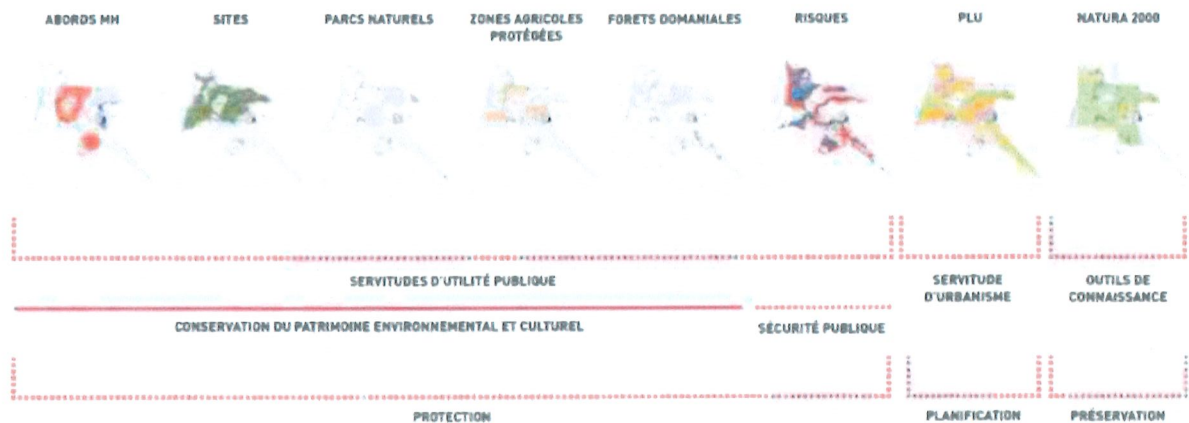 ABORDS MH
SITES
PARCS NATURELS
ZONES AGRICOLES
PROTÉGÉES
FORETS DOMANIALES
RISQUES
PLU
NATURA 2000
SERVITUDES D'UTILITÉ PUBLIQUE
SERVITUDE
D'URBANISME
OUTILS DE
CONNAISSANCE
CONSERVATION DU PATRIMOINE ENVIRONNEMENTAL ET CULTUREL
SÉCURITÉ PUBLIQUE
PROTECTION
PLANIFICATION
PRÉSERVATION